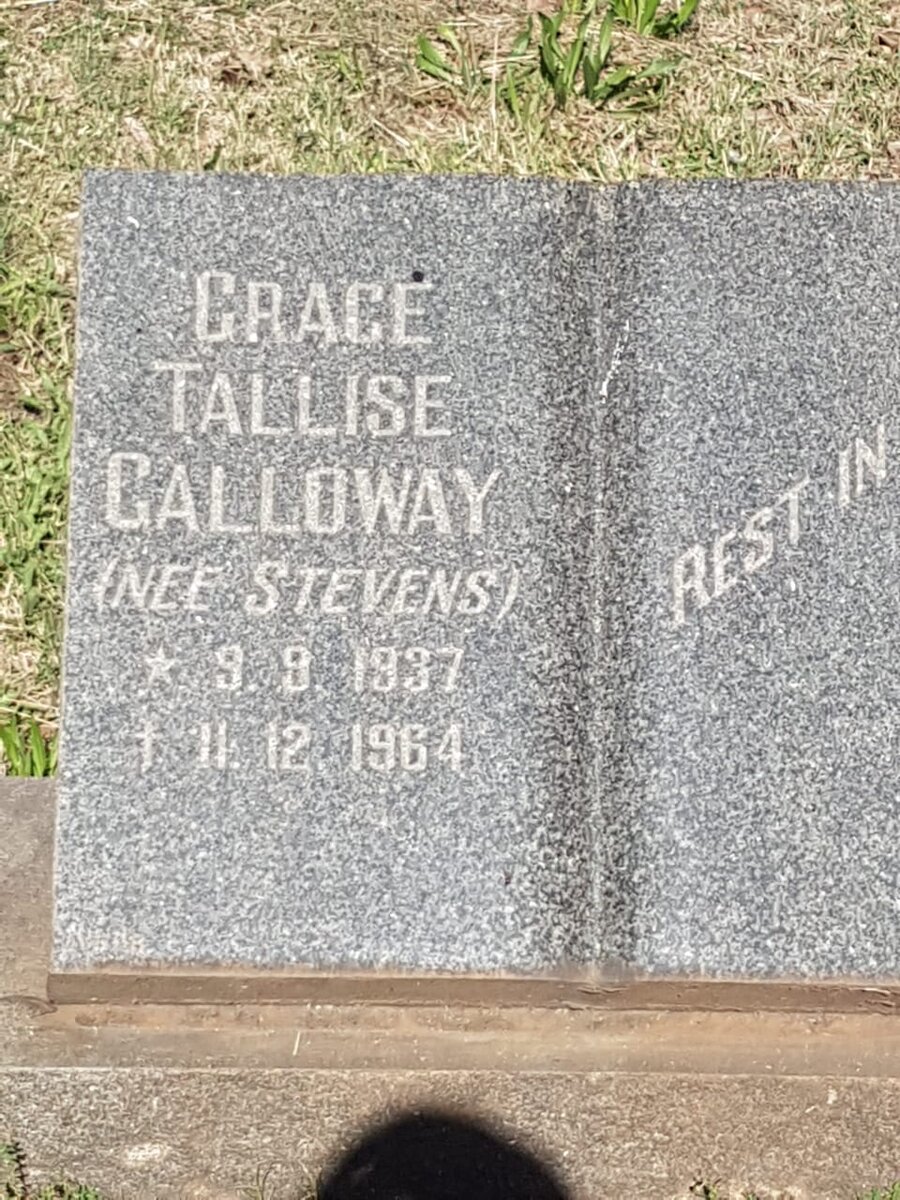 GRACE
TALLISE
GALLOWAY
(NEE STEVENS)
★ 9. 9. 1937
† 11. 12. 1964
REST IN